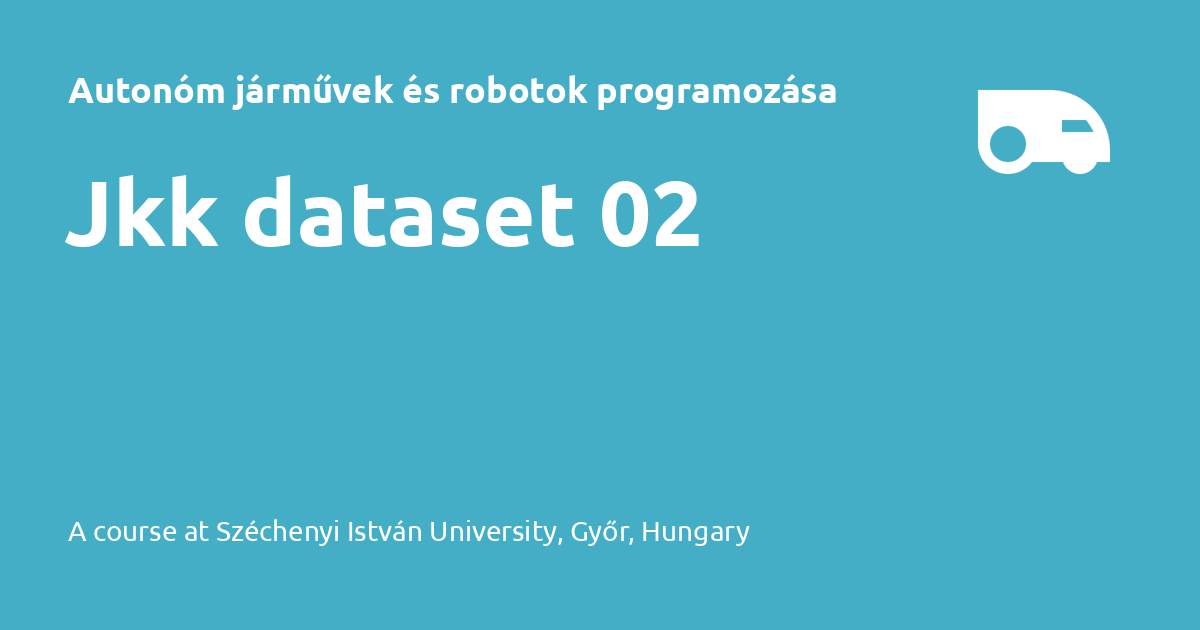 Autonóm járművek és robotok programozása
Jkk dataset 02
A course at Széchenyi István University, Győr, Hungary